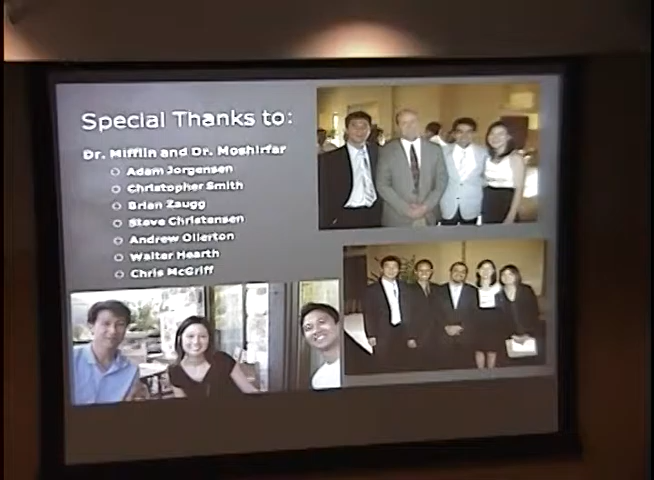 Special Thanks to:
Dr. Mifflin and Dr. Moshirfar
Adam Jorgensen
Christopher Smith
Brian Zaugg
Steve Christensen
Andrew Ollerton
Walter Hearth
Chris McGriff